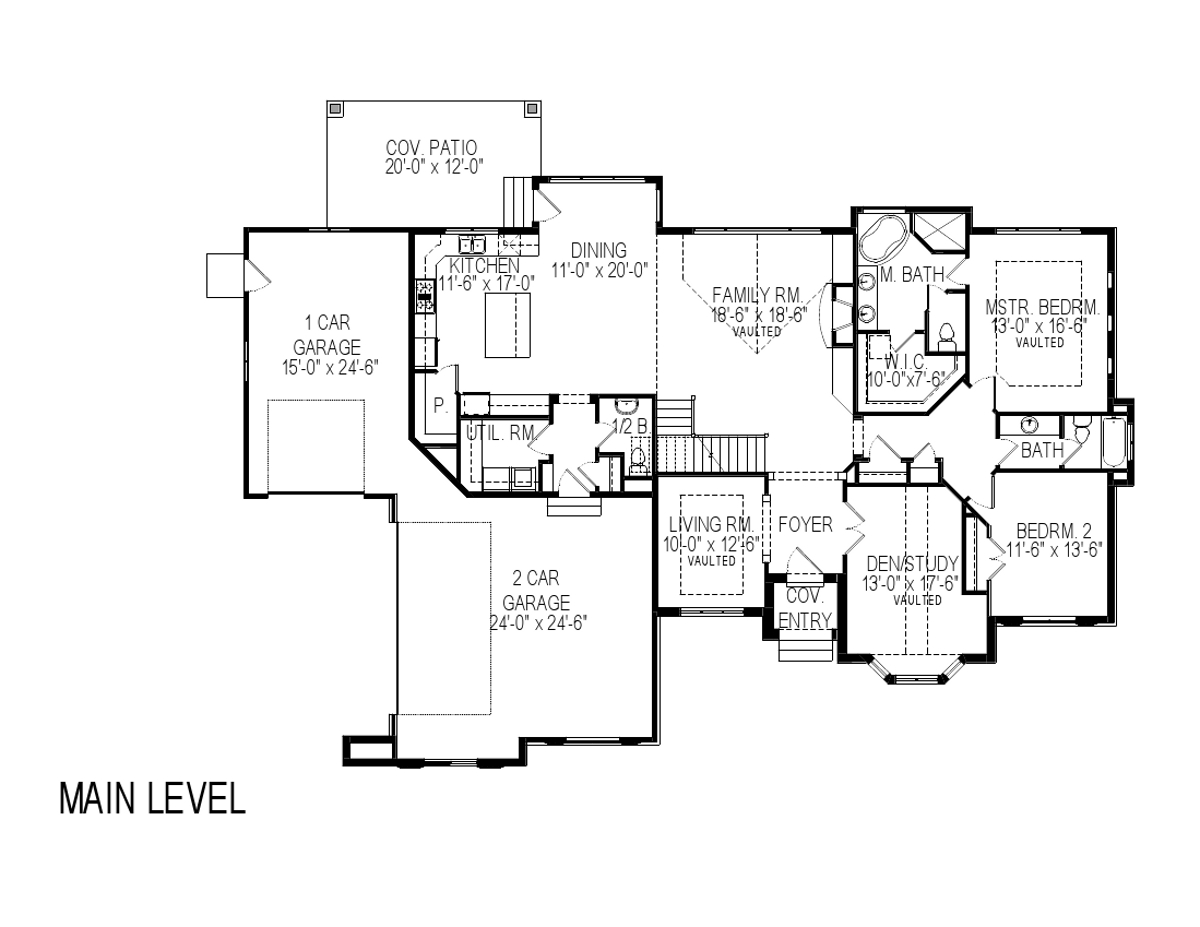 COV. PATIO
20'-0" x 12'-0"
DINING
11'-0" x 20'-0"
KITCHEN
11'-6" x 17'-0"
M. BATH
FAMILY RM.
18'-6" x 18'-6"
VAULTED
MSTR. BEDRM.
13'-0" x 16'-6"
VAULTED
1 CAR
GARAGE
15'-0" x 24'-6"
W.I.C.
10'-0"x7'-6"
P.
UTIL. RM.
1/2 B.
BATH
LIVING RM.
10'-0" x 12'-6"
VAULTED
FOYER
BEDRM. 2
11'-6" x 13'-6"
DEN/STUDY
13'-0" x 17'-6"
VAULTED
2 CAR
GARAGE
24'-0" x 24'-6"
COV.
ENTRY
MAIN LEVEL